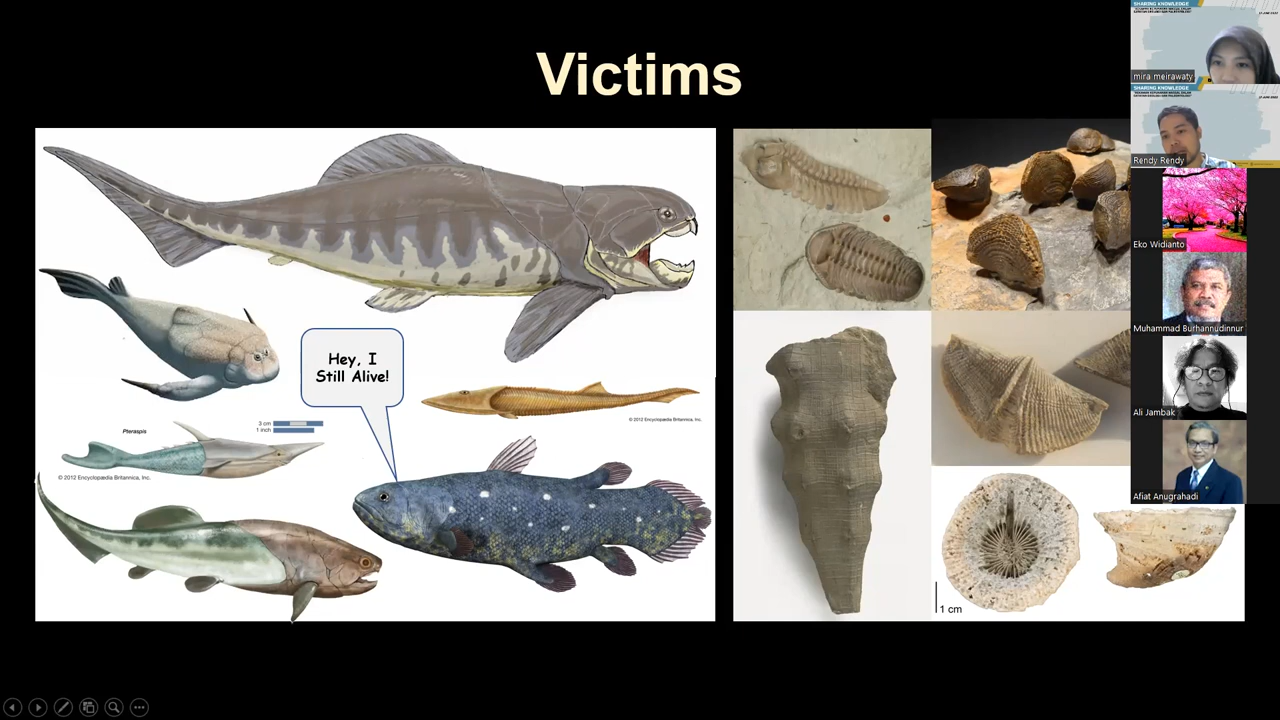 Victims
Hey, I
Still Alive!
© 2012 Encyclopædia Britannica, Inc.
Pteraspis
3 cm
1 inch
© 2012 Encyclopædia Britannica, Inc.
1 cm
SHARING KNOWLEDGE
mira meirawaty
SHARING KNOWLEDGE
Rendy Rendy
Eko Widianto
Muhammad Burhannudinnur
Ali Jambak
Afiat Anugrahadi